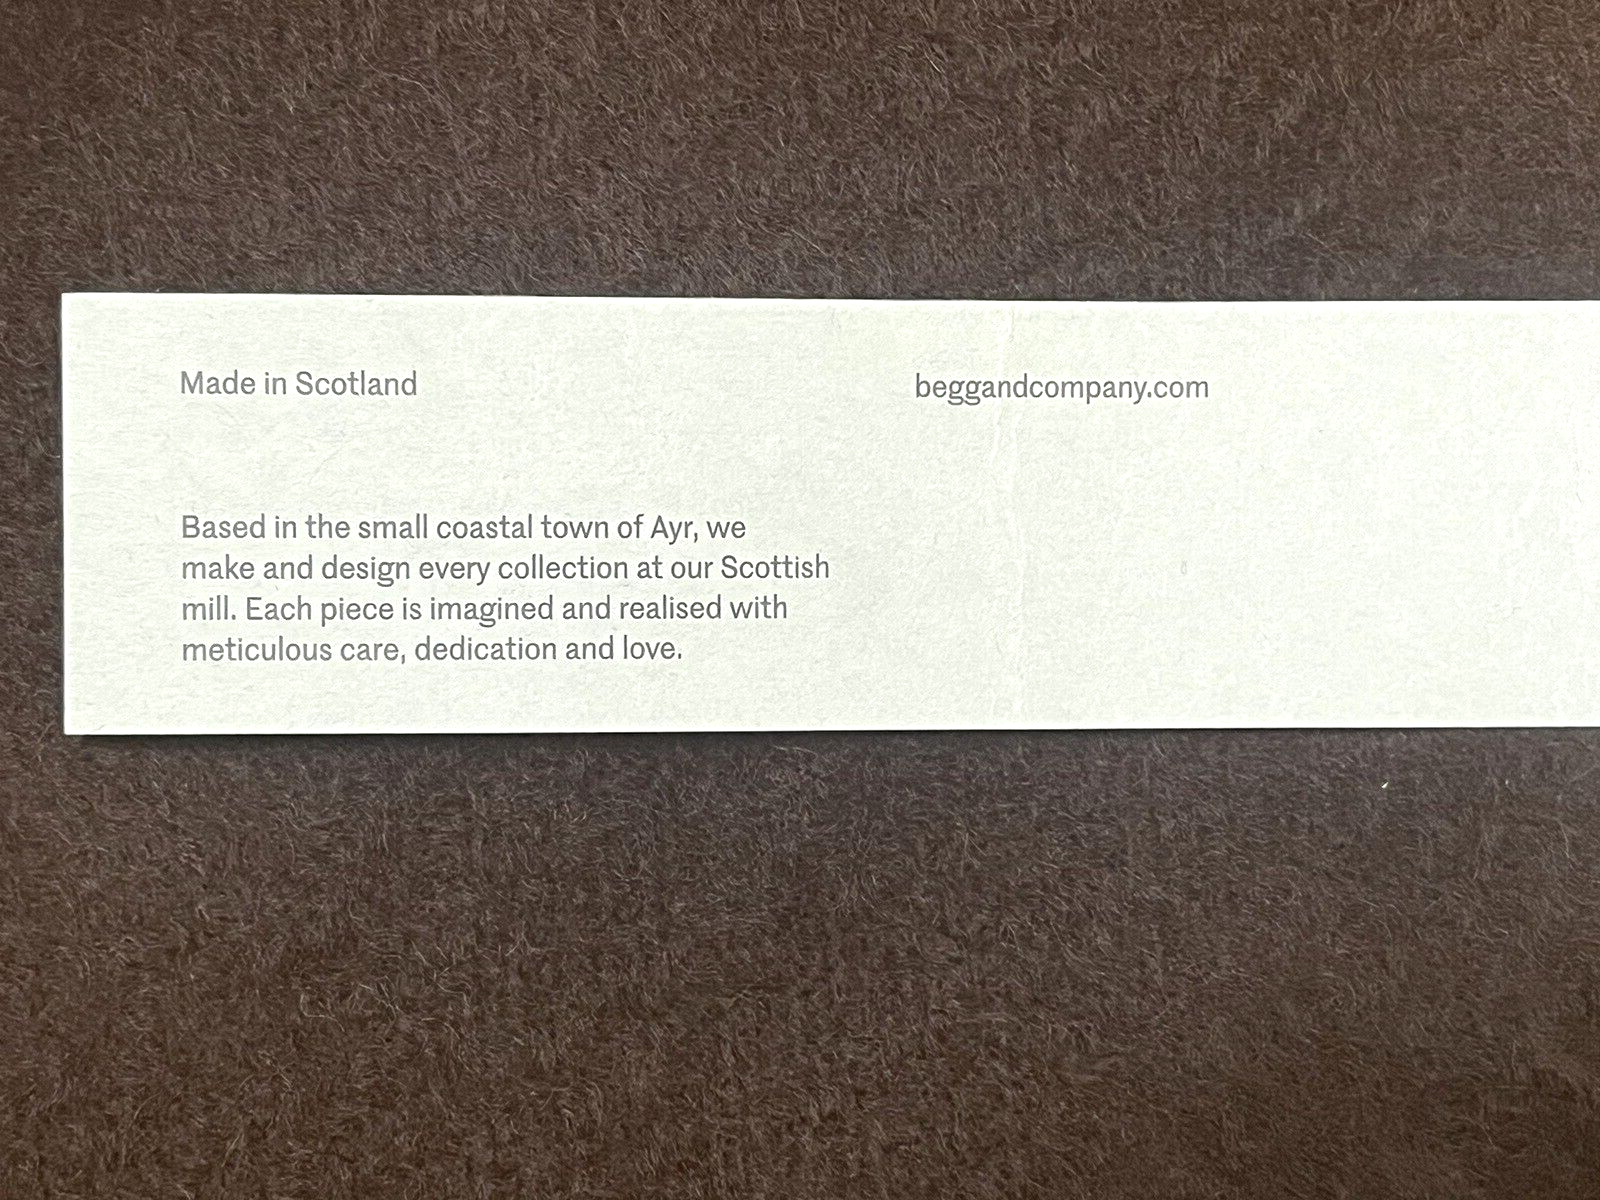 Made in Scotland
beggandcompany.com
Based in the small coastal town of Ayr, we
make and design every collection at our Scottish
mill. Each piece is imagined and realised with
meticulous care, dedication and love.